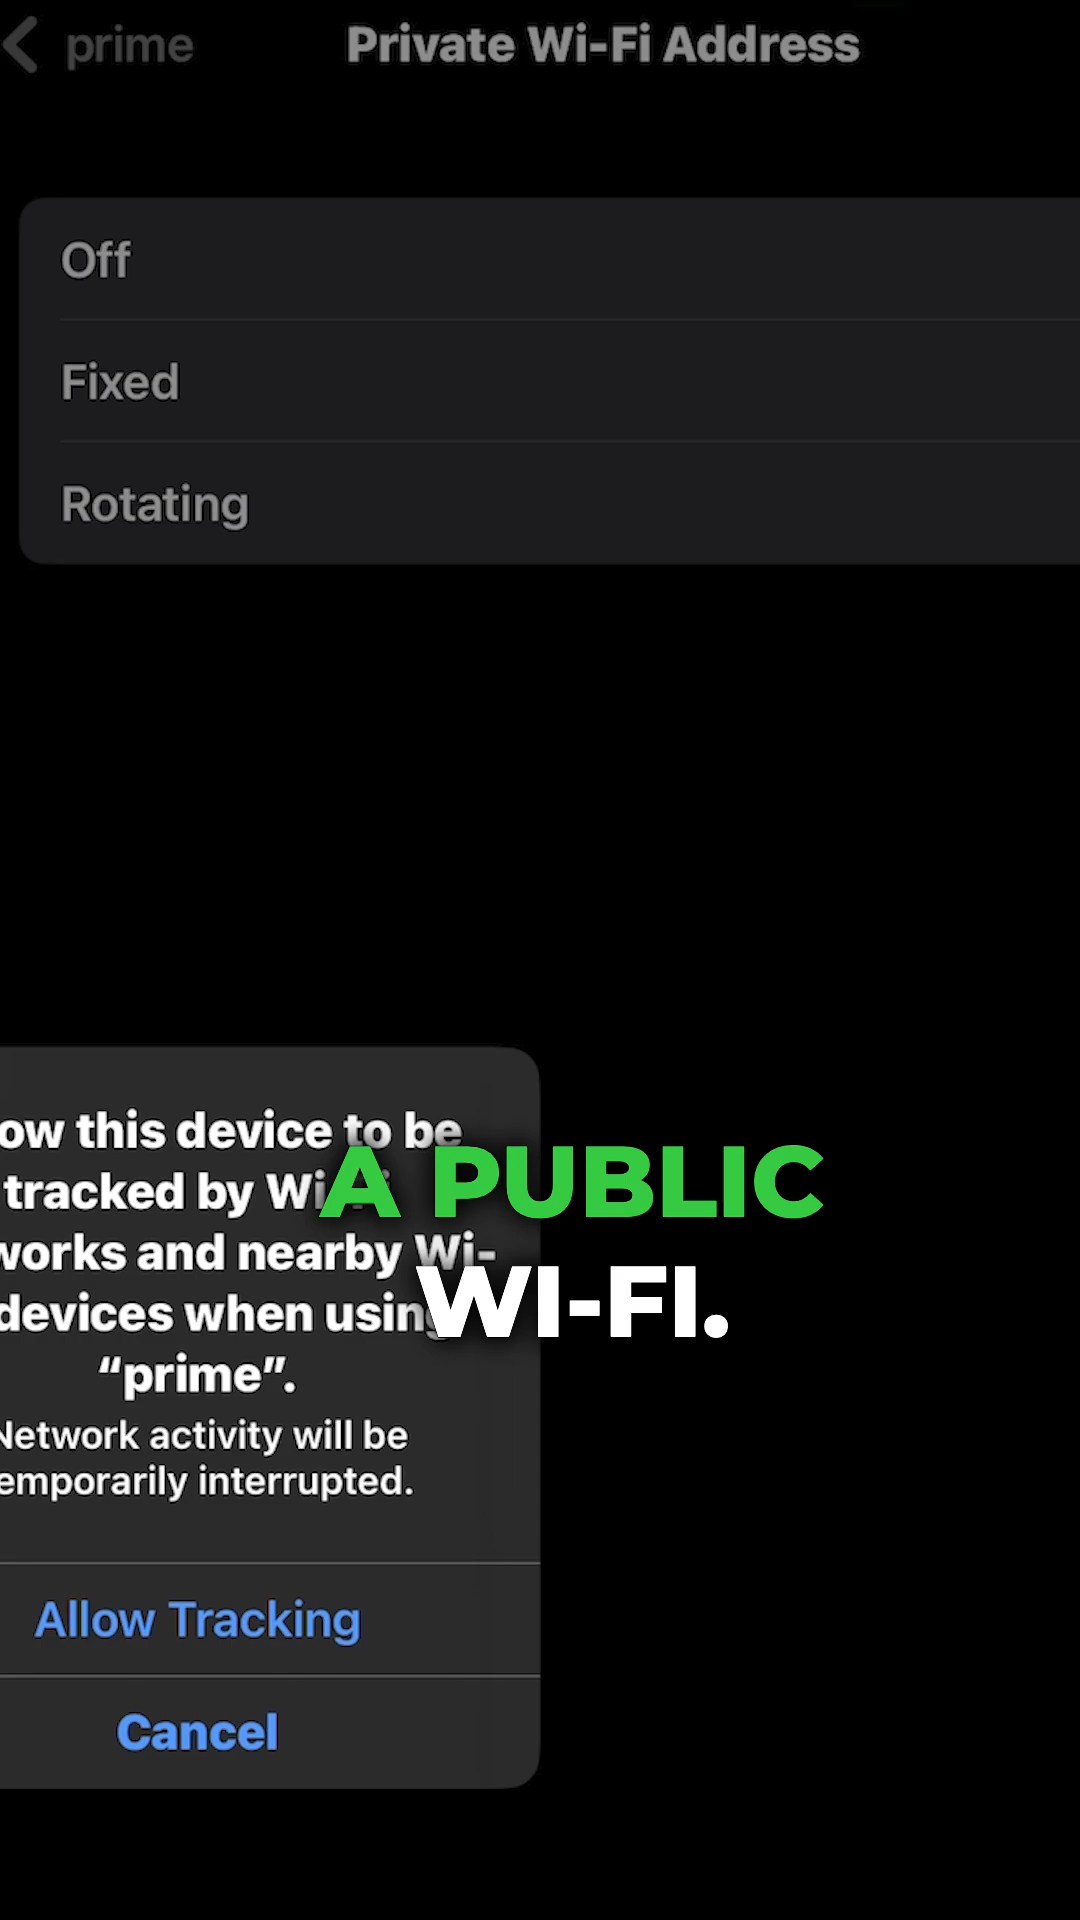 prime
Private Wi-Fi Address
Off
Fixed
Rotating
ow this device to be
tracked by Wi-Fi
works and nearby Wi-
devices when using
“prime”.
Network activity will be
emporarily interrupted.
A PUBLIC
WI-FI.
Allow Tracking
Cancel